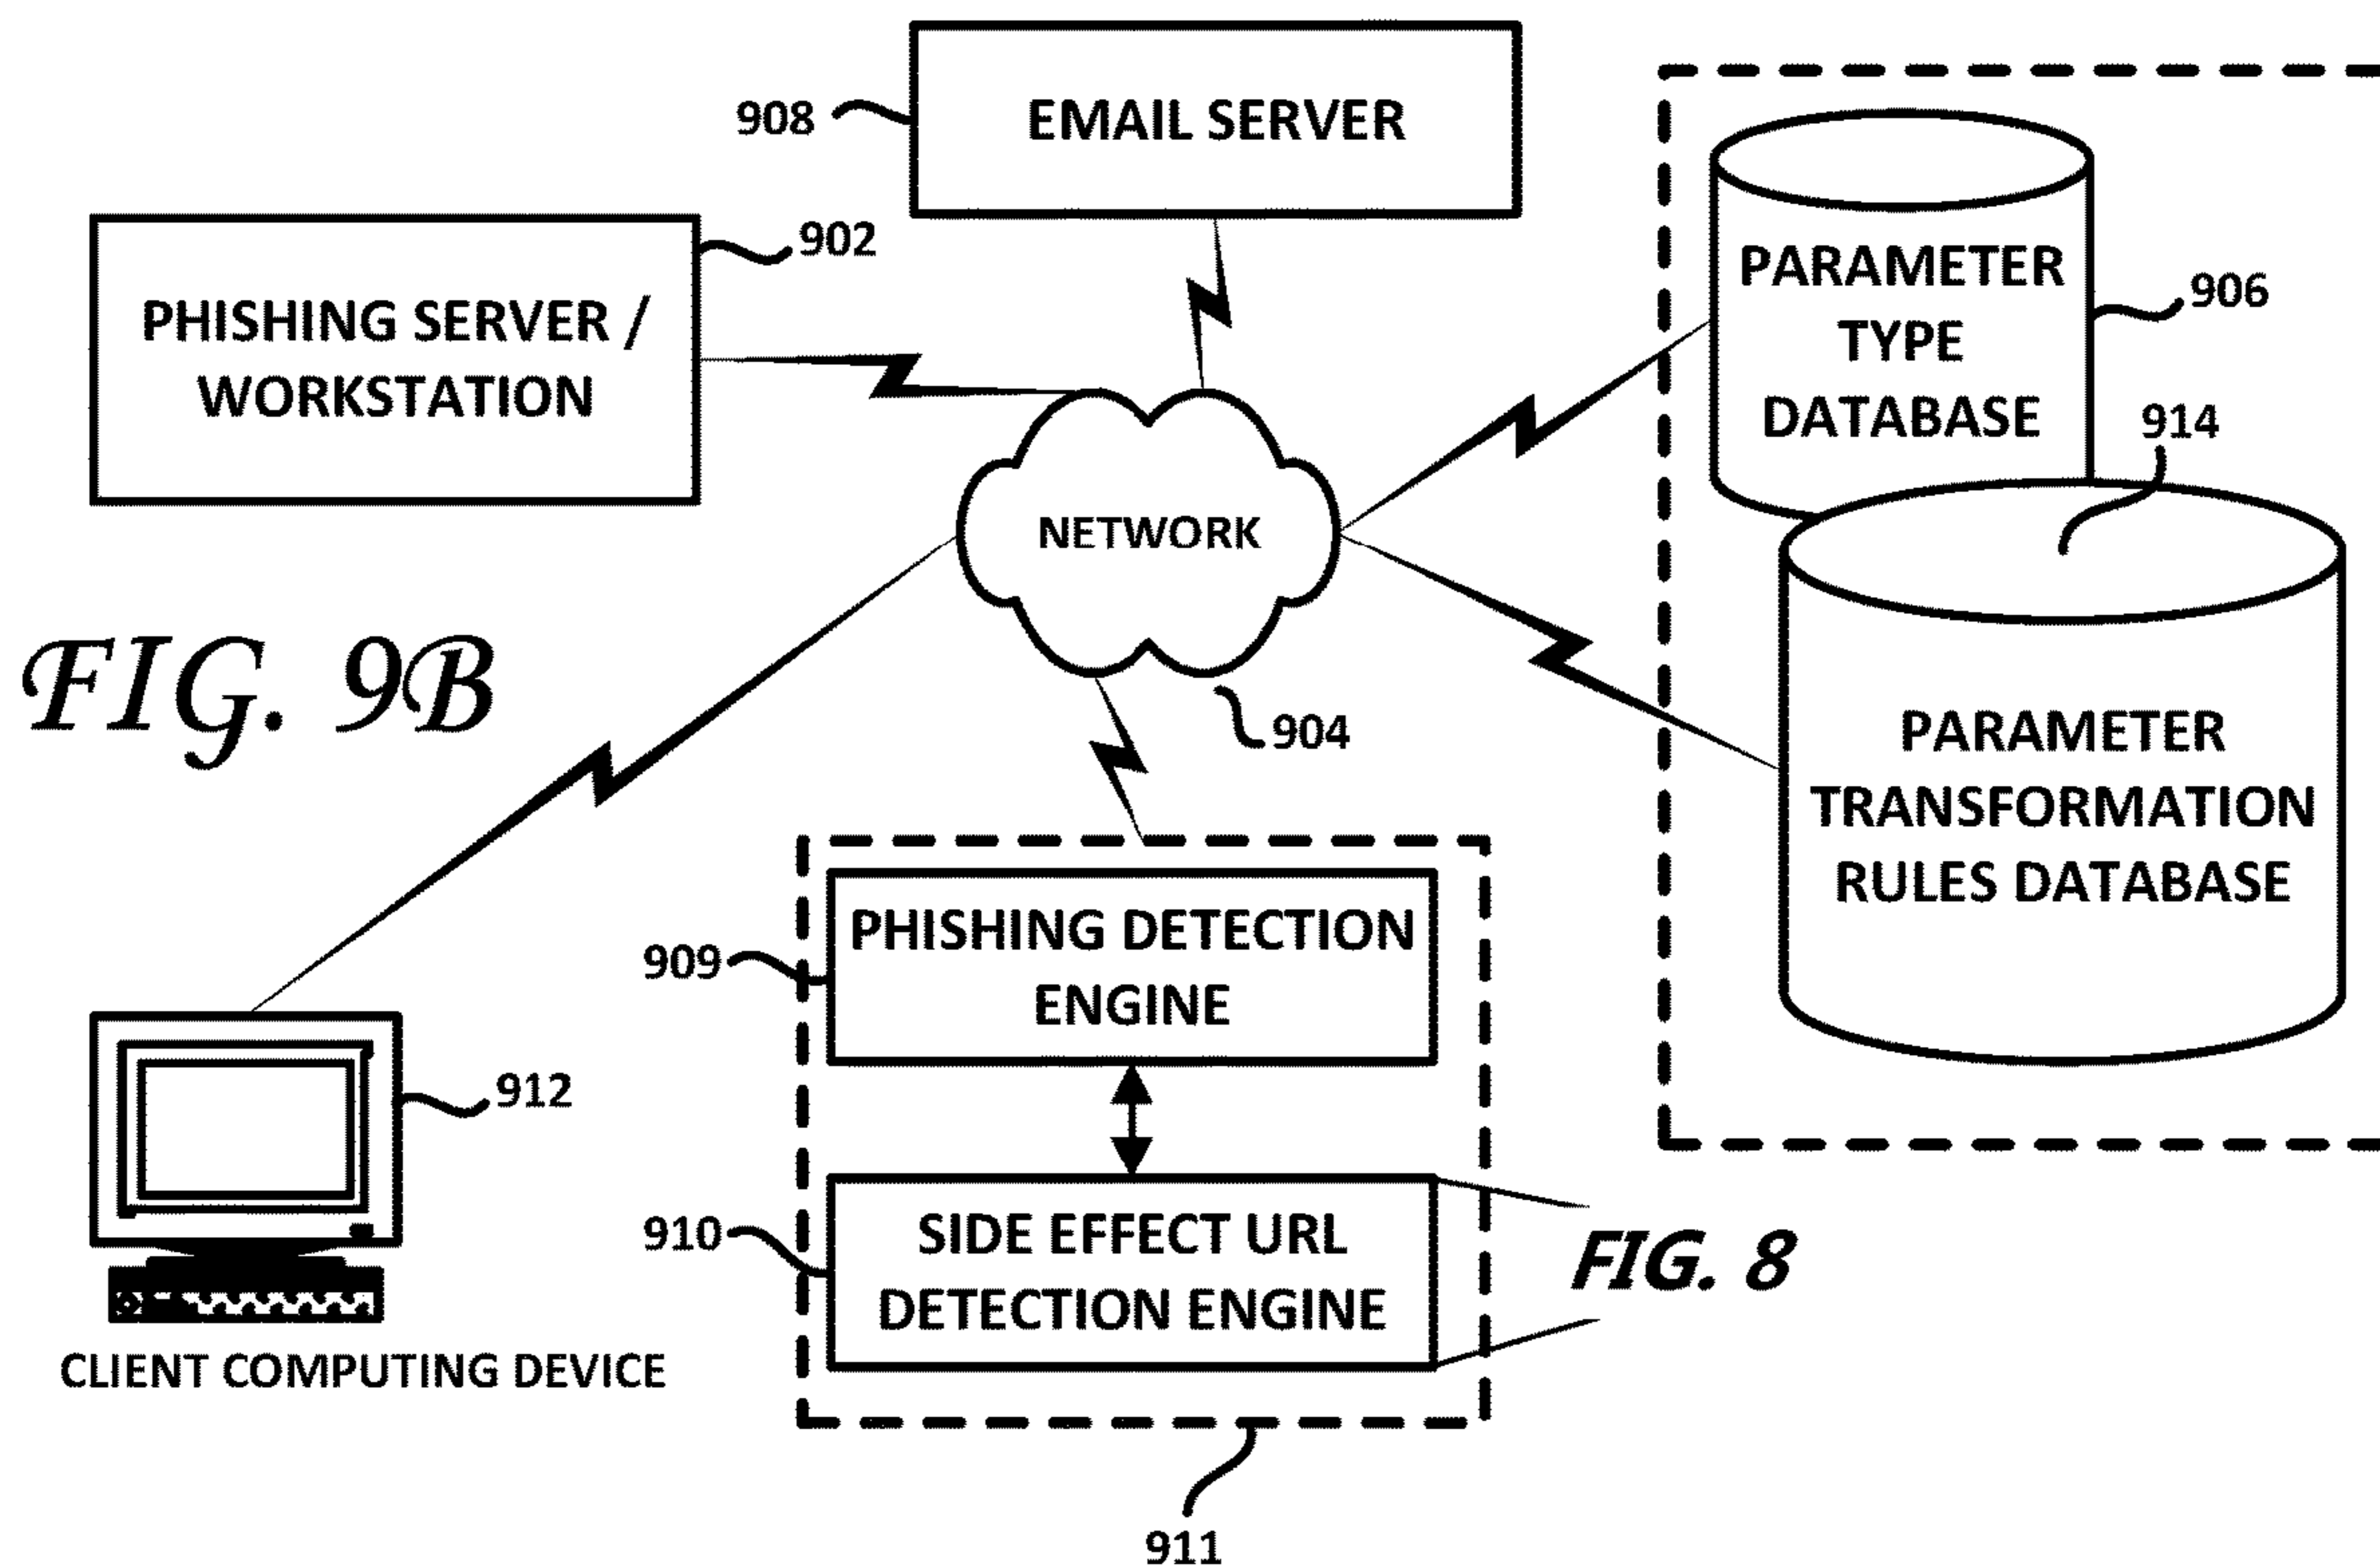 EMAIL SERVER
908
902
PHISHING SERVER /
WORKSTATION
PARAMETER
TYPE
DATABASE
906
914
NETWORK
904
FIG. 9B
PARAMETER
TRANSFORMATION
RULES DATABASE
PHISHING DETECTION
ENGINE
909
912
CLIENT COMPUTING DEVICE
SIDE EFFECT URL
DETECTION ENGINE
910
FIG. 8
911